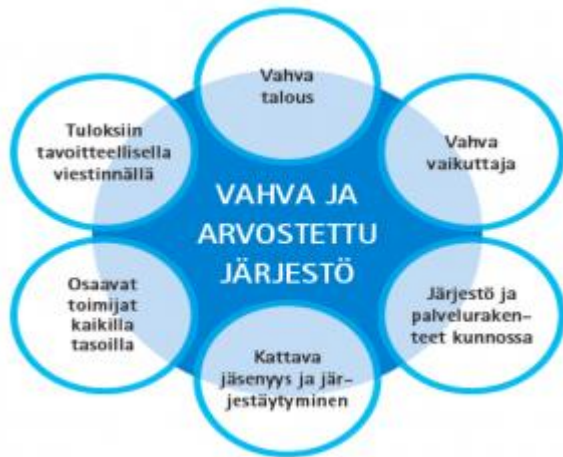 Vahva
talous
Tuloksiin
tavoitteellisella
viestinnällä
Vahva
vaikuttaja
VAHVA JA
ARVOSTETTU
JÄRJESTÖ
Osaavat
toimijat
kaikilla
tasoilla
Järjestö ja
palveluraken-
teet kunnossa
Kattava
jäsenyys ja jär-
jestäytyminen